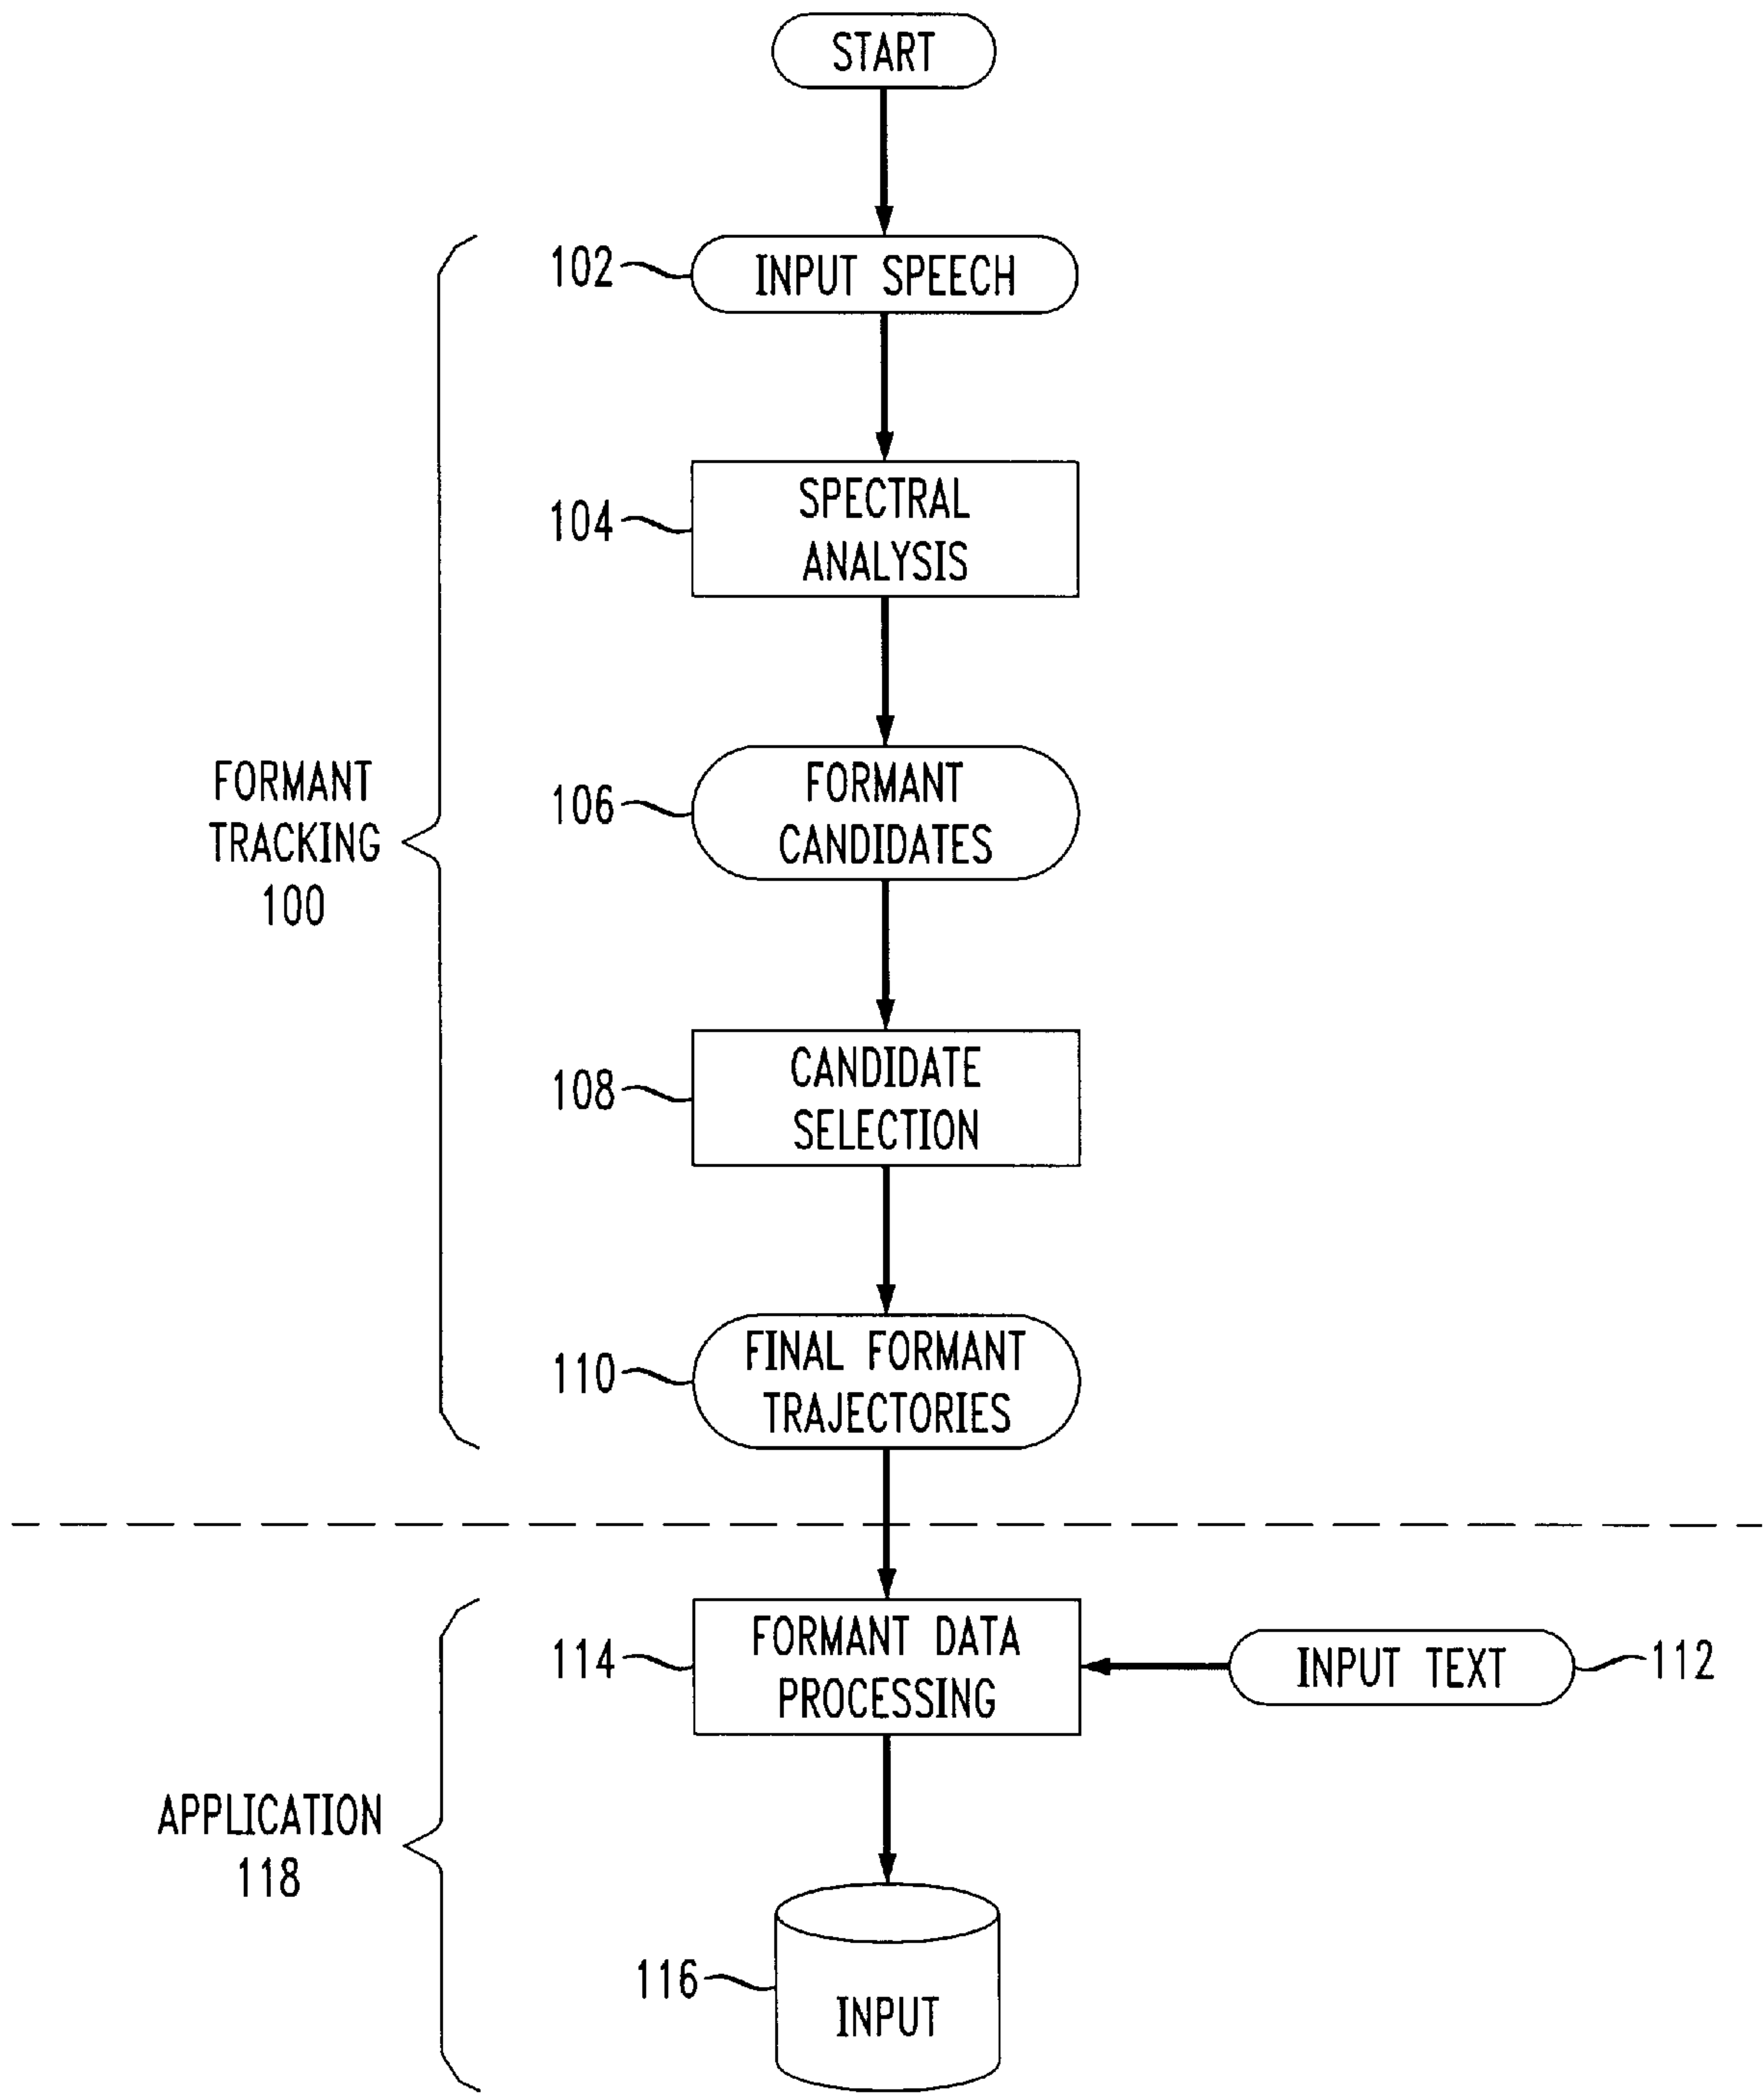 START
102
INPUT SPEECH
104
SPECTRAL
ANALYSIS
FORMANT
TRACKING
100
106
FORMANT
CANDIDATES
108
CANDIDATE
SELECTION
110
FINAL FORMANT
TRAJECTORIES
114
FORMANT DATA
PROCESSING
INPUT TEXT
112
APPLICATION
118
116
INPUT